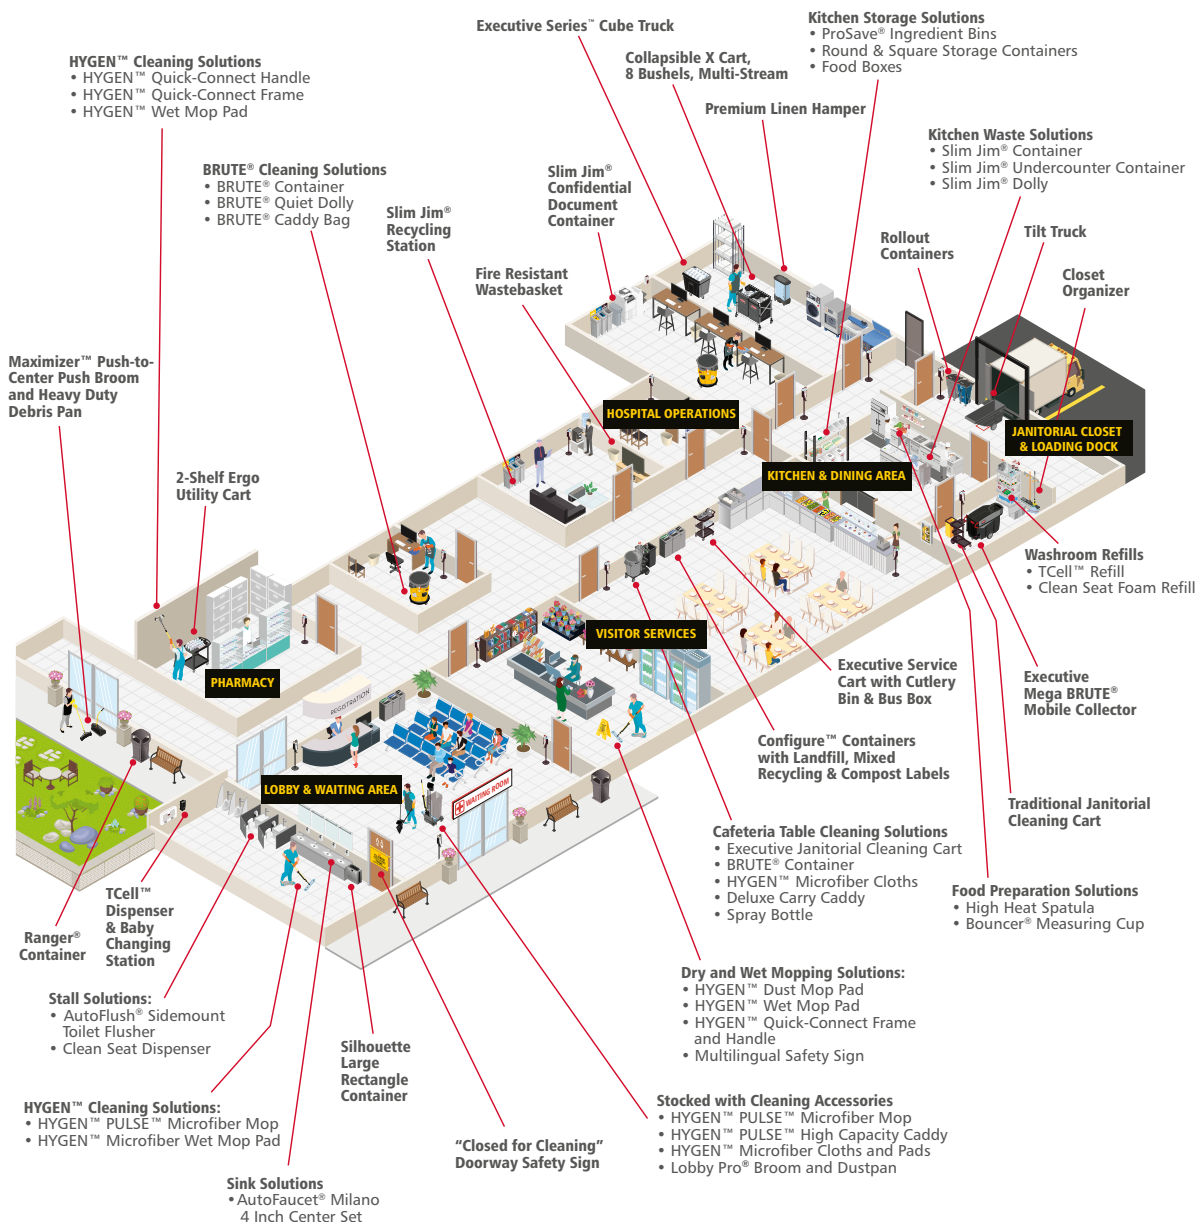 Executive Series™ Cube Truck
Kitchen Storage Solutions
• ProSave® Ingredient Bins
• Round & Square Storage Containers
• Food Boxes
Collapsible X Cart,
8 Bushels, Multi-Stream
Premium Linen Hamper
HYGEN™ Cleaning Solutions
• HYGEN™ Quick-Connect Handle
• HYGEN™ Quick-Connect Frame
• HYGEN™ Wet Mop Pad
Kitchen Waste Solutions
• Slim Jim® Container
• Slim Jim® Undercounter Container
• Slim Jim® Dolly
BRUTE® Cleaning Solutions
• BRUTE® Container
• BRUTE® Quiet Dolly
• BRUTE® Caddy Bag
Slim Jim®
Confidential
Document
Container
Slim Jim®
Recycling
Station
Rollout
Containers
Tilt Truck
Fire Resistant
Wastebasket
Closet
Organizer
Maximizer™ Push-to-
Center Push Broom
and Heavy Duty
Debris Pan
HOSPITAL OPERATIONS
JANITORIAL CLOSET
& LOADING DOCK
KITCHEN & DINING AREA
2-Shelf Ergo
Utility Cart
Washroom Refills
• TCell™ Refill
• Clean Seat Foam Refill
VISITOR SERVICES
PHARMACY
REGISTRATION
Executive Service
Cart with Cutlery
Bin & Bus Box
Executive
Mega BRUTE®
Mobile Collector
Configure™ Containers
with Landfill, Mixed
Recycling & Compost Labels
LOBBY & WAITING AREA
WAITING ROOM
Traditional Janitorial
Cleaning Cart
Cafeteria Table Cleaning Solutions
• Executive Janitorial Cleaning Cart
• BRUTE® Container
• HYGEN™ Microfiber Cloths
• Deluxe Carry Caddy
• Spray Bottle
Food Preparation Solutions
• High Heat Spatula
• Bouncer® Measuring Cup
TCell™
Dispenser
& Baby
Changing
Station
Ranger®
Container
Dry and Wet Mopping Solutions:
• HYGEN™ Dust Mop Pad
• HYGEN™ Wet Mop Pad
• HYGEN™ Quick-Connect Frame
and Handle
• Multilingual Safety Sign
Stall Solutions:
• AutoFlush® Sidemount
Toilet Flusher
• Clean Seat Dispenser
Silhouette
Large
Rectangle
Container
HYGEN™ Cleaning Solutions:
• HYGEN™ PULSE™ Microfiber Mop
• HYGEN™ Microfiber Wet Mop Pad
Stocked with Cleaning Accessories
• HYGEN™ PULSE™ Microfiber Mop
• HYGEN™ PULSE™ High Capacity Caddy
• HYGEN™ Microfiber Cloths and Pads
• Lobby Pro® Broom and Dustpan
“Closed for Cleaning”
Doorway Safety Sign
Sink Solutions
• AutoFaucet® Milano
4 Inch Center Set